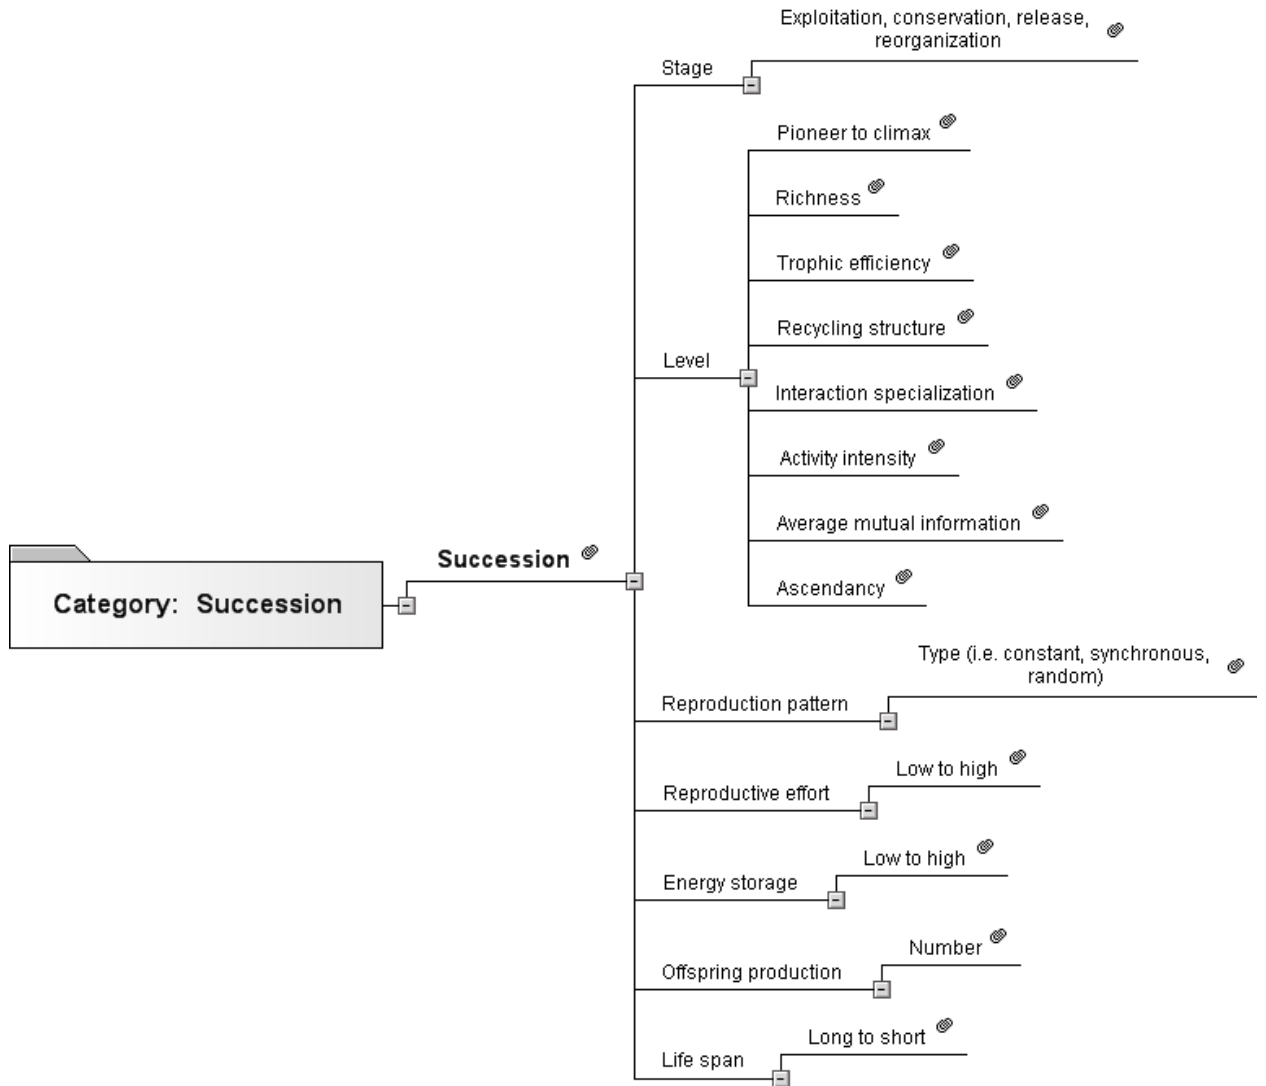 Exploitation, conservation, release,
reorganization
Stage
Pioneer to climax
Richness
Trophic efficiency
Recycling structure
Level
Interaction specialization
Activity intensity
Average mutual information
Succession
Ascendancy
Category: Succession
Type (i.e. constant, synchronous,
random)
Reproduction pattern
Low to high
Reproductive effort
Low to high
Energy storage
Number
Offspring production
Long to short
Life span